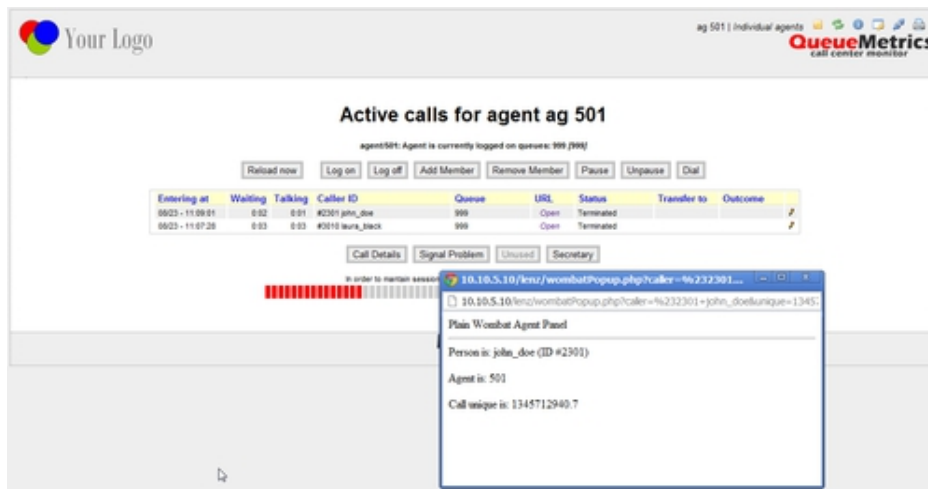 Your Logo
ag 501 | Individual agents
QueueMetrics
call center monitor
Active calls for agent ag 501
agent/501: Agent is currently logged on queues: 999 [999]
Reload now Log on Log off Add Member Remove Member Pause Unpause Dial
Entering at Waiting Talking Caller ID Queue URL Status Transfer to Outcome
08/23 - 11:09:01 0:02 0:01 #2301 john_doe 999 Open Terminated
08/23 - 11:07:28 0:03 0:03 #3010 laura_black 999 Open Terminated
Call Details Signal Problem Unused Secretary
In order to mantain session
10.10.5.10/lenz/wombatPopup.php?caller=%232301...
10.10.5.10/lenz/wombatPopup.php?caller=%232301+john_doe&unique=1345
Plain Wombat Agent Panel
Person is: john_doe (ID #2301)
Agent is: 501
Call unique is: 1345712940.7